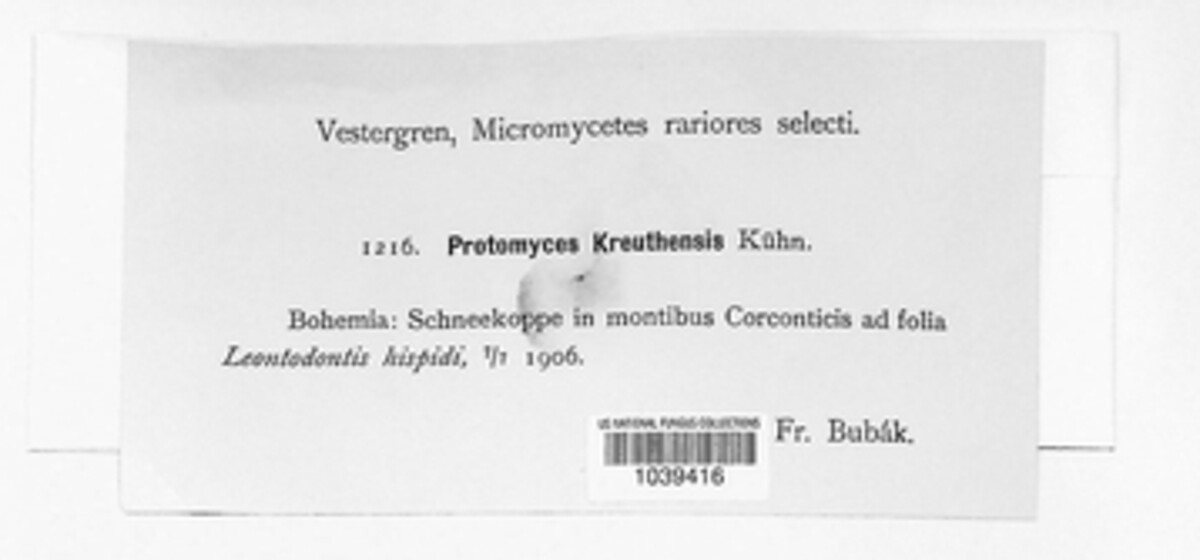 Vestergren, Micromycetes rariores selecti.
1216. Protomyces Kreuthensis Kühn.
Bohemia: Schneekoppe in montibus Corconticis ad folia
Leontodontis hispidi, 1/7 1906.
US NATIONAL FUNGUS COLLECTIONS
1039416
Fr. Bubák.